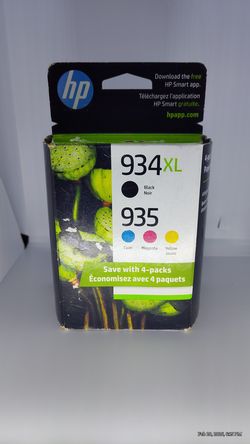 hp
Download the free
HP Smart app
Téléchargez l'application
HP Smart gratuite.
hpapp.com
934XL
Black
Noir
935
Cyan
Magenta
Yellow
Save with 4-packs
Économisez avec 4 paquets